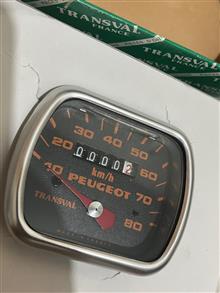 TRANSVAL
FRANCE
TRANSVAL
30 40 50
20 60
00002
km/h
10 PEUGEOT 70
TRANSVAL 80